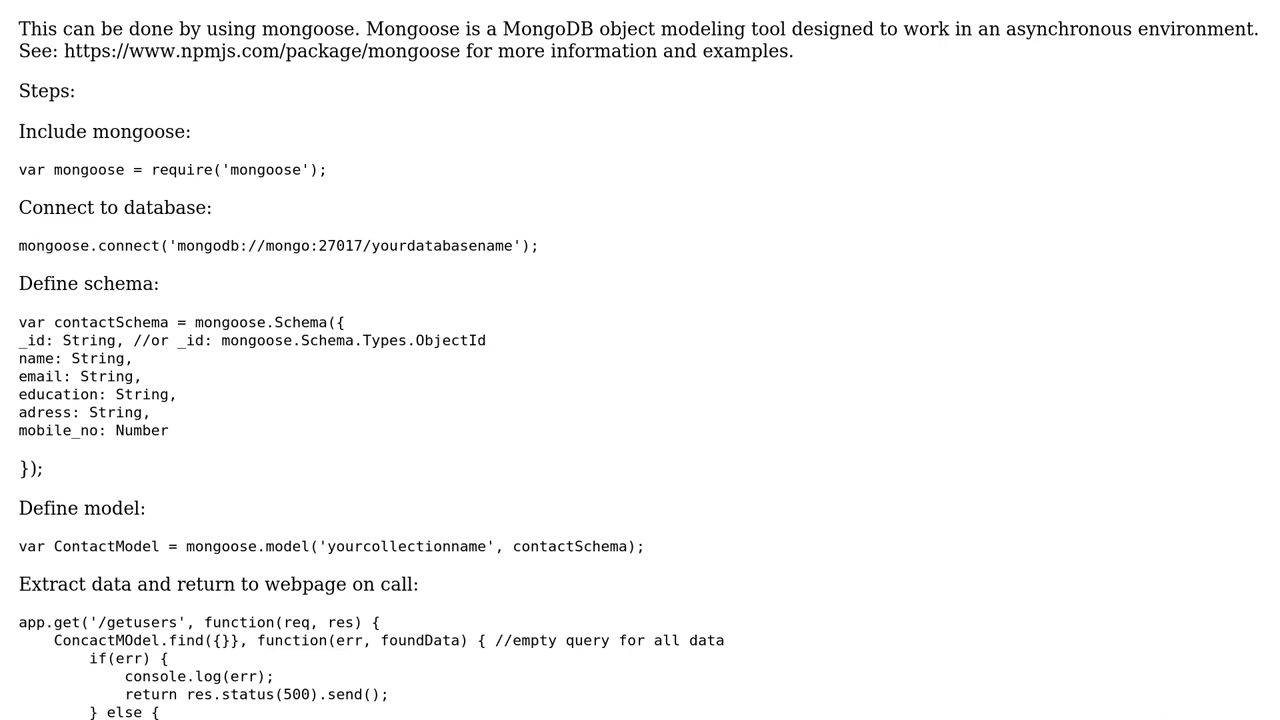 This can be done by using mongoose. Mongoose is a MongoDB object modeling tool designed to work in an asynchronous environment.
See: https://www.npmjs.com/package/mongoose for more information and examples.
Steps:
Include mongoose:
var mongoose = require('mongoose');
Connect to database:
mongoose.connect('mongodb://mongo:27017/yourdatabasename');
Define schema:
var contactSchema = mongoose.Schema({
_id: String, //or _id: mongoose.Schema.Types.ObjectId
name: String,
email: String,
education: String,
adress: String,
mobile_no: Number
});
Define model:
var ContactModel = mongoose.model('yourcollectionname', contactSchema);
Extract data and return to webpage on call:
app.get('/getusers', function(req, res) {
    ConcactMOdel.find({}}, function(err, foundData) { //empty query for all data
        if(err) {
            console.log(err);
            return res.status(500).send();
        } else {